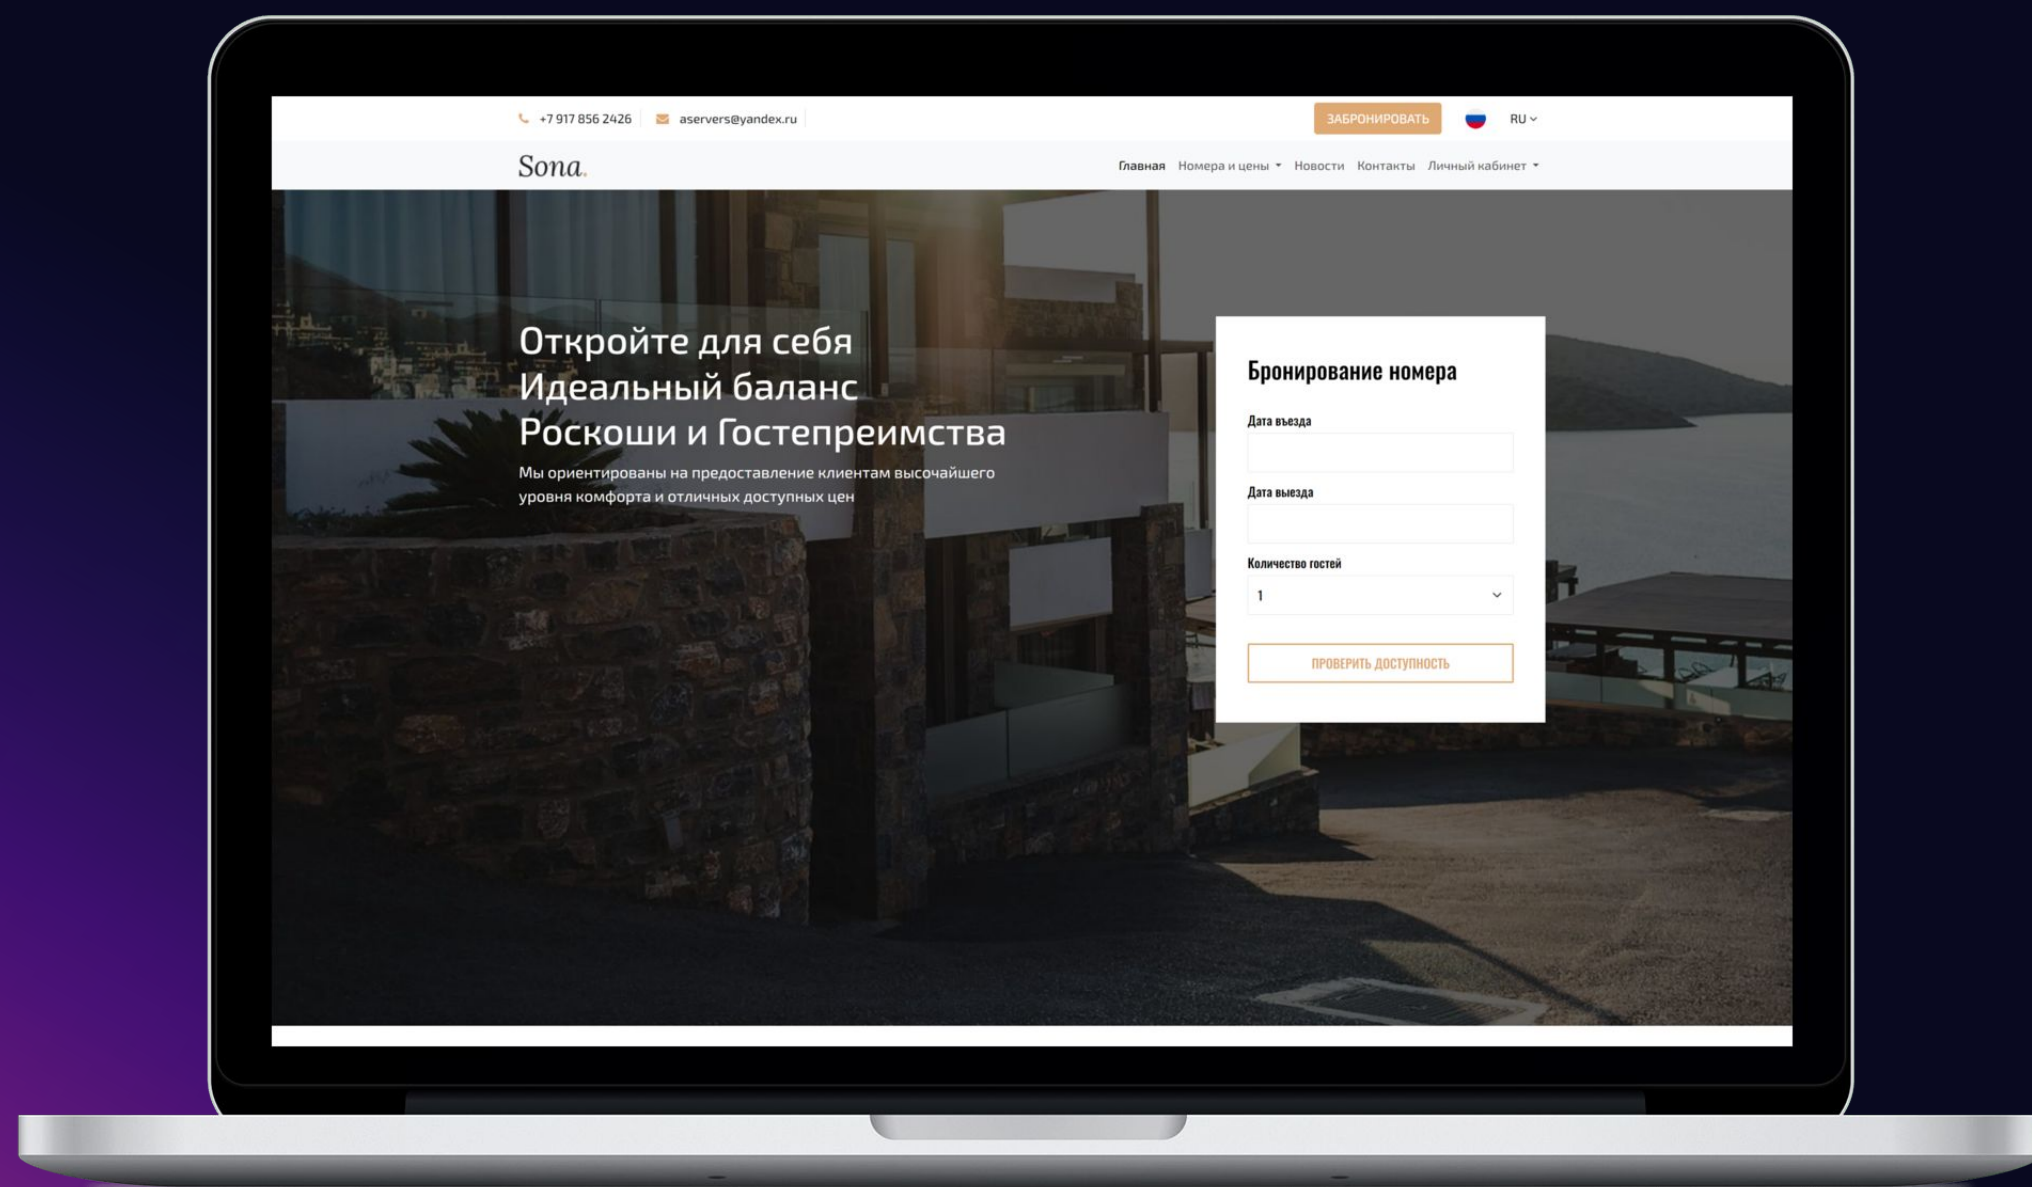 +7 917 856 2426 aservers@yandex.ru ЗАБРОНИРОВАТЬ RU
Sona.
Главная Номера и цены Новости Контакты Личный кабинет
Откройте для себя
Идеальный баланс
Роскоши и Гостепреимства
Мы ориентированы на предоставление клиентам высочайшего
уровня комфорта и отличных доступных цен
Бронирование номера
Дата въезда
Дата выезда
Количество гостей
1
ПРОВЕРИТЬ ДОСТУПНОСТЬ